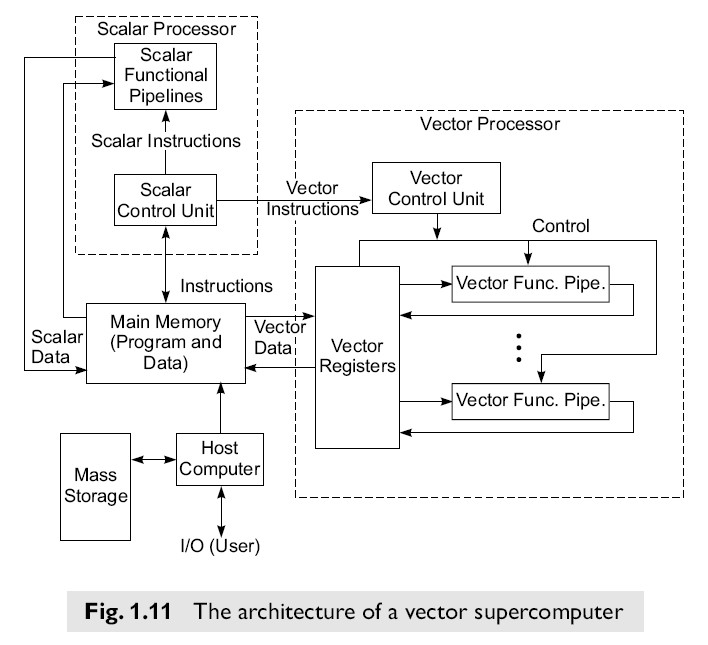 Scalar Processor
Scalar
Functional
Pipelines
Scalar Instructions
Scalar
Control Unit
Vector
Instructions
Vector Processor
Vector
Control Unit
Control
Instructions
Main Memory
(Program and
Data)
Scalar
Data
Vector
Data
Vector
Registers
Vector Func. Pipe.
Vector Func. Pipe.
Mass
Storage
Host
Computer
I/O (User)
Fig. 1.11 The architecture of a vector supercomputer